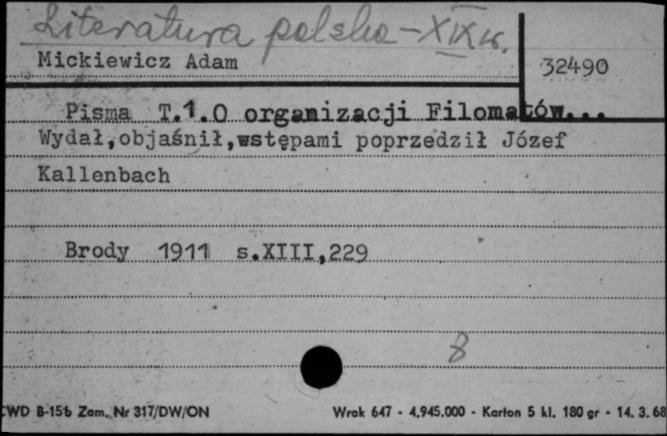 Literatura polska - XIX w.
Mickiewicz Adam
32490
Pisma T.1.O organizacji Filomatów...
Wydał,objaśnił,wstępami poprzedził Józef
Kallenbach
Brody 1911 s.XIII,229
8
CWD B-15b Zam. Nr 317/DW/ON
Wrak 647 - 4.945.000 - Karton 5 kl. 180 gr - 14. 3. 68